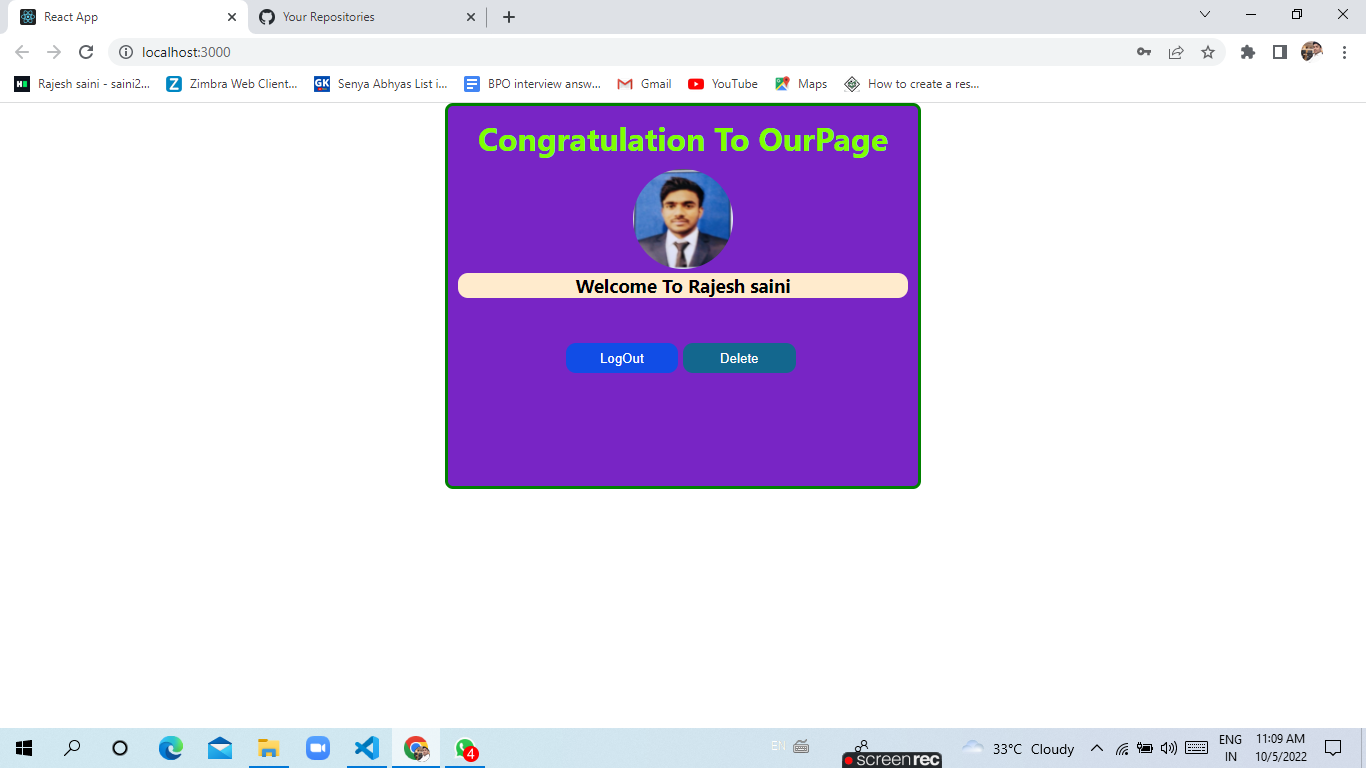 React App
Your Repositories
localhost:3000
Rajesh saini - saini2...
Zimbra Web Client...
GK
Senya Abhyas List i...
BPO interview answ...
Gmail
YouTube
Maps
How to create a res...
Congratulation To OurPage
Welcome To Rajesh saini
LogOut
Delete
4
EN
screenrec
33°C Cloudy
ENG
IN
11:09 AM
10/5/2022